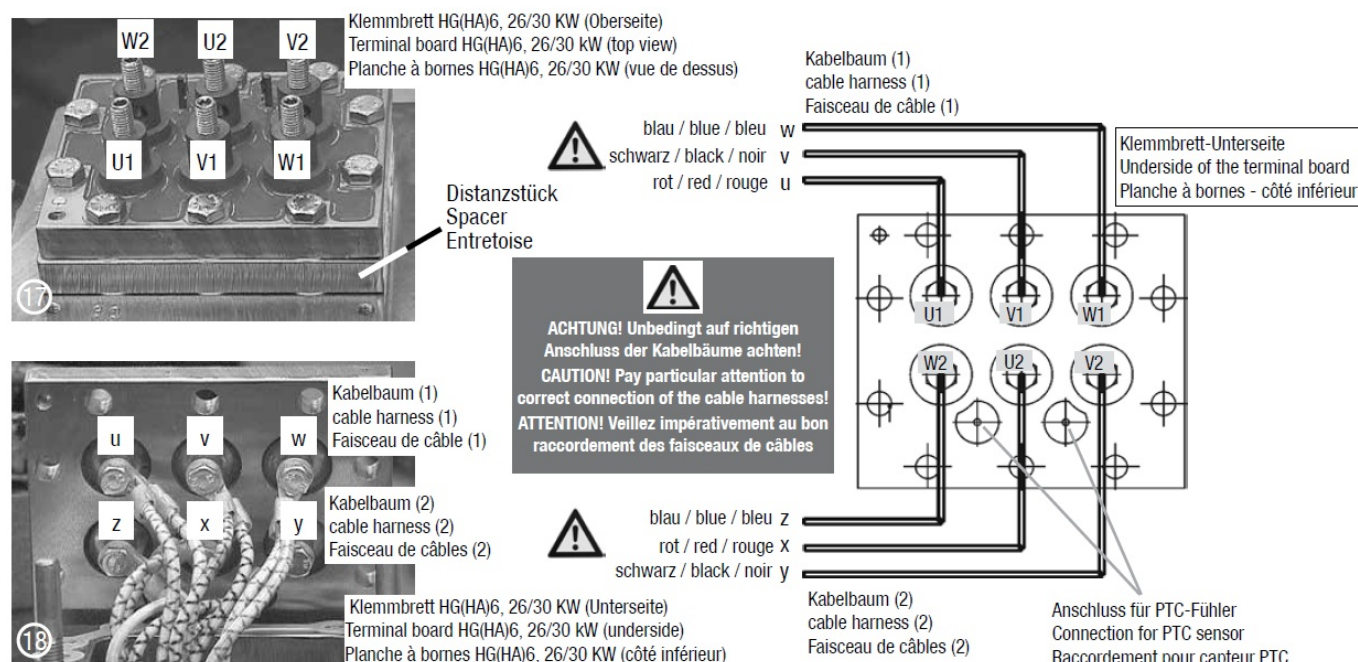 Klemmbrett HG(HA)6, 26/30 KW (Oberseite)
Terminal board HG(HA)6, 26/30 kW (top view)
Planche à bornes HG(HA)6, 26/30 KW (vue de dessus)
W2 U2 V2
U1 V1 W1
17
Distanzstück
Spacer
Entretoise
Kabelbaum (1)
cable harness (1)
Faisceau de câble (1)
blau / blue / bleu w
schwarz / black / noir v
rot / red / rouge u
Klemmbrett-Unterseite
Underside of the terminal board
Planche à bornes - côté inférieur
U1 V1 W1
W2 U2 V2
ACHTUNG! Unbedingt auf richtigen
Anschluss der Kabelbäume achten!
CAUTION! Pay particular attention to
correct connection of the cable harnesses!
ATTENTION! Veillez impérativement au bon
raccordement des faisceaux de câbles
Kabelbaum (1)
cable harness (1)
Faisceau de câble (1)
u v w
Kabelbaum (2)
cable harness (2)
Faisceau de câbles (2)
z x y
18
Klemmbrett HG(HA)6, 26/30 KW (Unterseite)
Terminal board HG(HA)6, 26/30 kW (underside)
Planche à bornes HG(HA)6, 26/30 KW (côté inférieur)
blau / blue / bleu z
rot / red / rouge x
schwarz / black / noir y
Kabelbaum (2)
cable harness (2)
Faisceau de câbles (2)
Anschluss für PTC-Fühler
Connection for PTC sensor
Raccordement pour capteur PTC